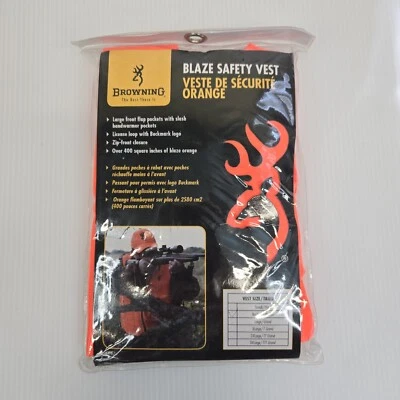 BROWNING
The Best There Is.
BLAZE SAFETY VEST
VESTE DE SÉCURITÉ
ORANGE
• Large front flap pockets with slash
handwarmer pockets
• License loop with Buckmark logo
• Zip-front closure
• Over 400 square inches of blaze orange
• Grandes poches à rabat avec poches
réchauffe mains à l'avant
• Passant pour permis avec logo Buckmark
• Fermeture à glissière à l'avant
• Orange flamboyant sur plus de 2580 cm2
(400 pouces carrés)
VEST SIZE /